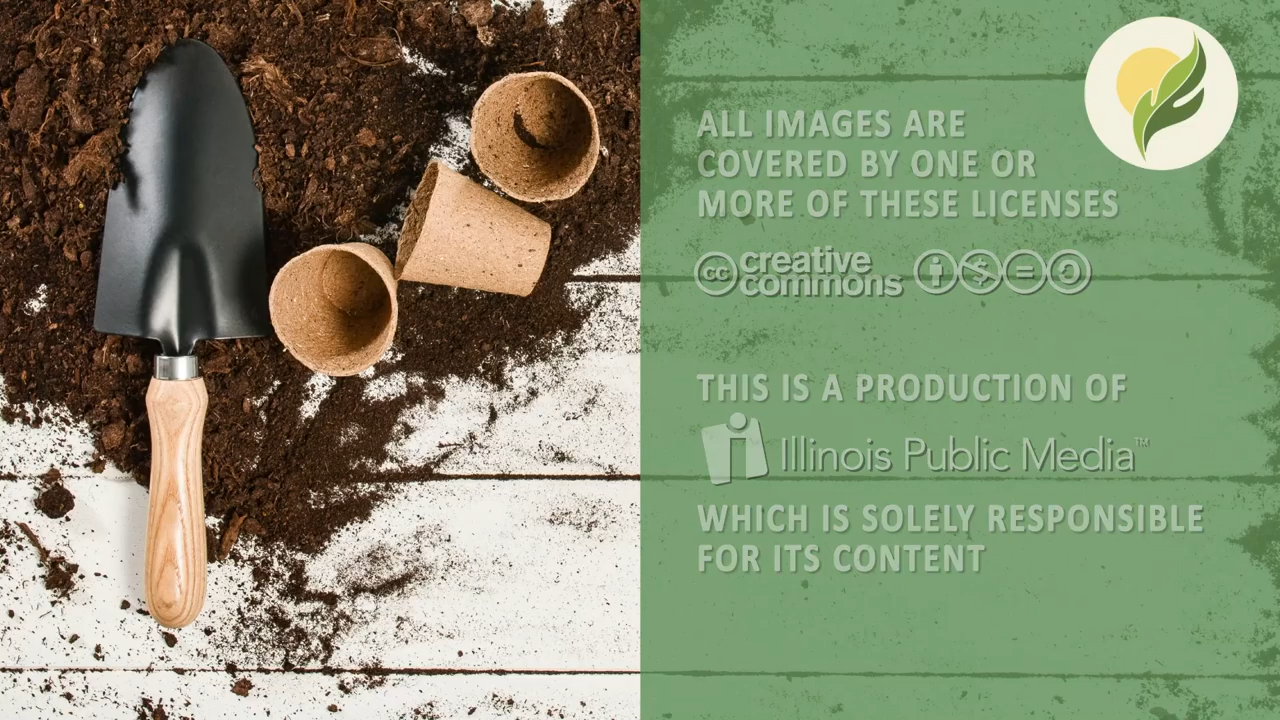 ALL IMAGES ARE
COVERED BY ONE OR
MORE OF THESE LICENSES
cc creative
commons
THIS IS A PRODUCTION OF
i Illinois Public Media™
WHICH IS SOLELY RESPONSIBLE
FOR ITS CONTENT